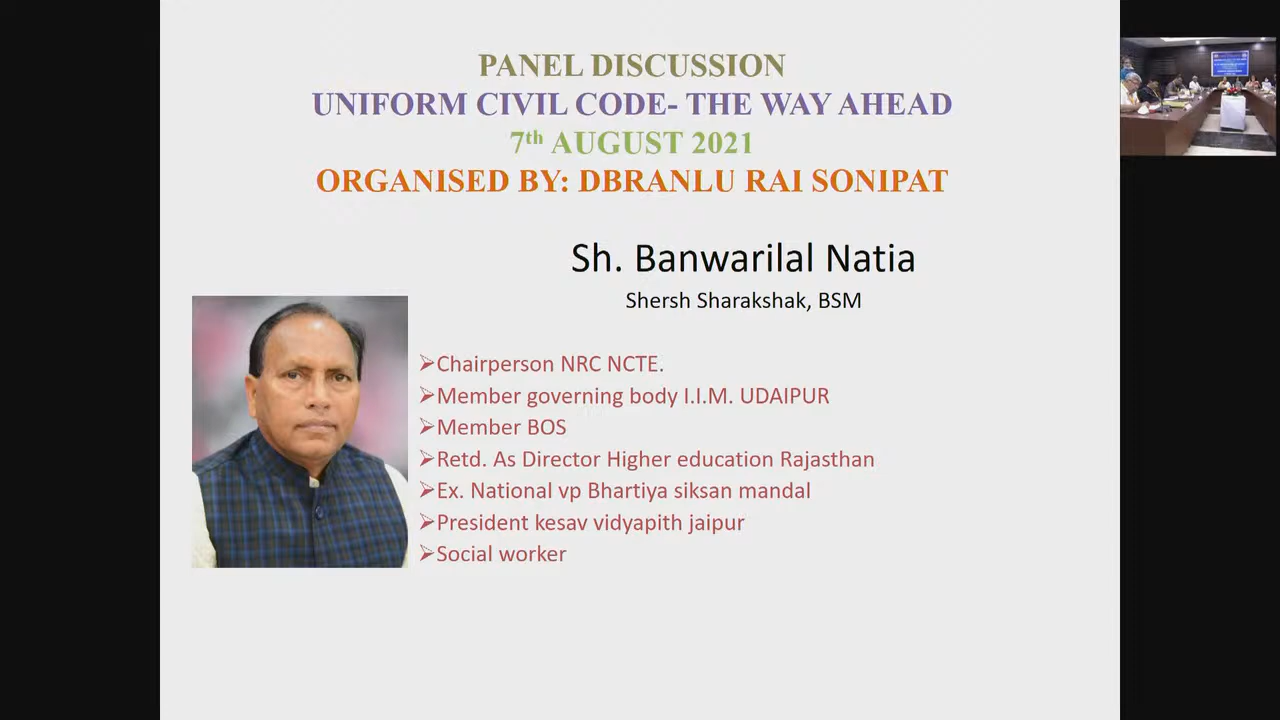 PANEL DISCUSSION
UNIFORM CIVIL CODE- THE WAY AHEAD
7th AUGUST 2021
ORGANISED BY: DBRANLU RAI SONIPAT
Sh. Banwarilal Natia
Shersh Sharakshak, BSM
➢Chairperson NRC NCTE.
➢Member governing body I.I.M. UDAIPUR
➢Member BOS
➢Retd. As Director Higher education Rajasthan
➢Ex. National vp Bhartiya siksan mandal
➢President kesav vidyapith jaipur
➢Social worker